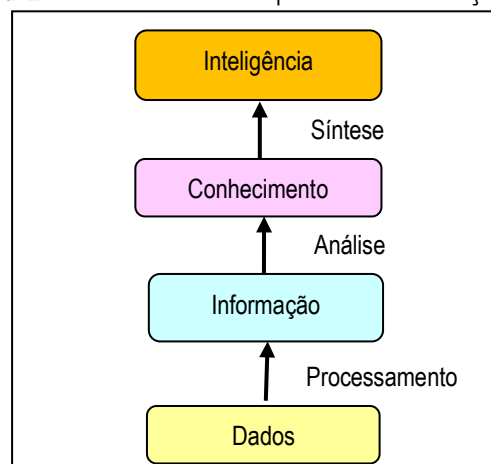 Inteligência
Síntese
Conhecimento
Análise
Informação
Processamento
Dados